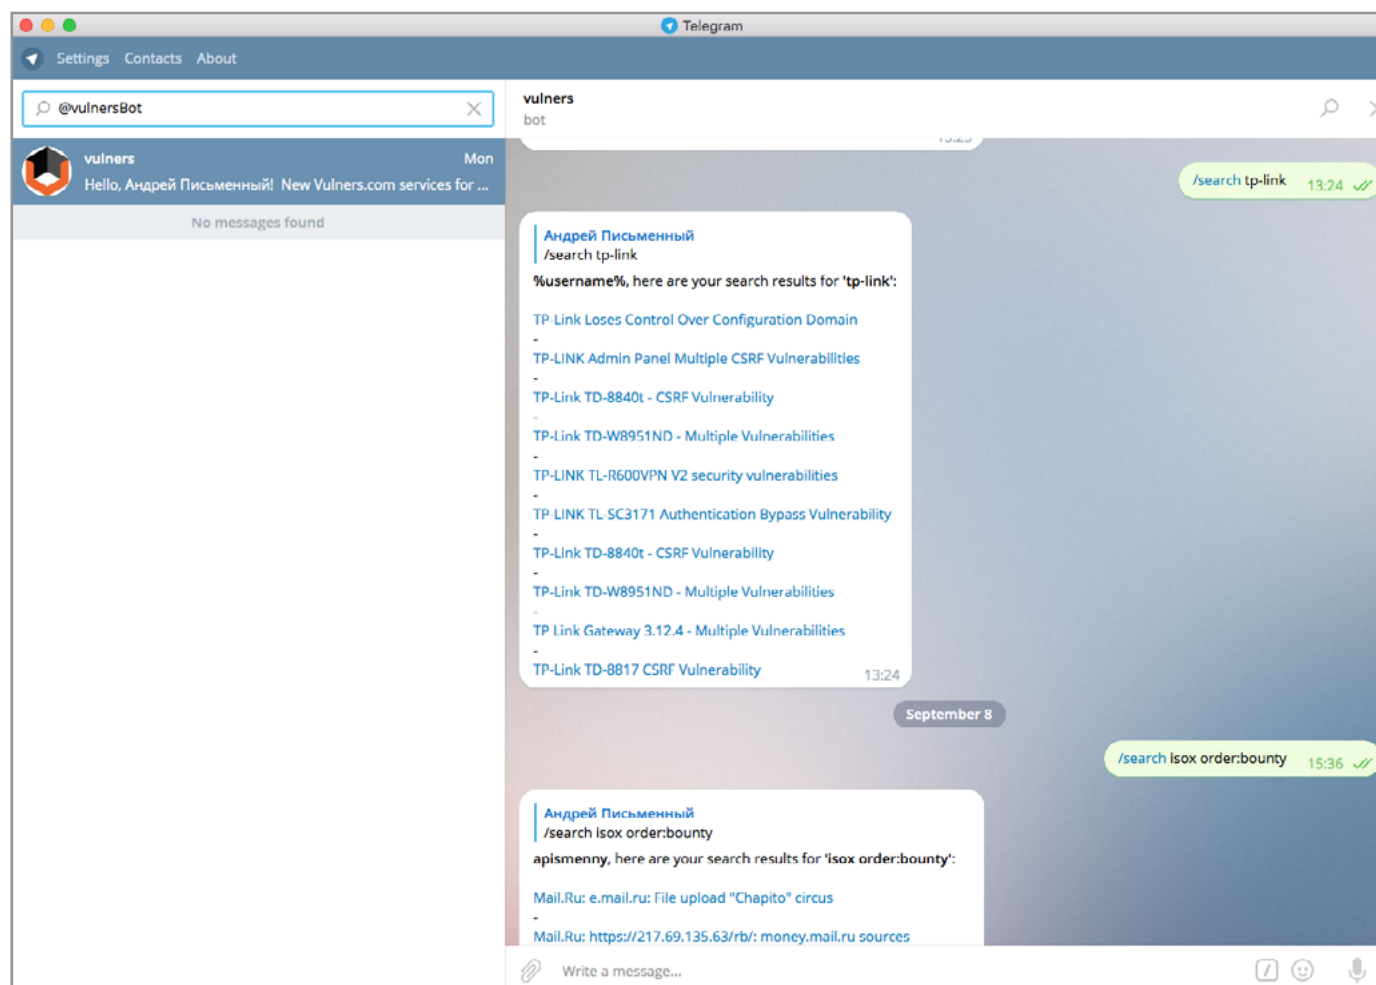 Telegram
Settings Contacts About
@vulnersBot
vulners
bot
vulners Mon
Hello, Андрей Письменный! New Vulners.com services for ...
No messages found
/search tp-link 13:24
Андрей Письменный
/search tp-link
%username%, here are your search results for 'tp-link':
TP-Link Loses Control Over Configuration Domain
-
TP-LINK Admin Panel Multiple CSRF Vulnerabilities
-
TP-Link TD-8840t - CSRF Vulnerability
-
TP-Link TD-W8951ND - Multiple Vulnerabilities
-
TP-LINK TL-R600VPN V2 security vulnerabilities
-
TP-LINK TL-SC3171 Authentication Bypass Vulnerability
-
TP-Link TD-8840t - CSRF Vulnerability
-
TP-Link TD-W8951ND - Multiple Vulnerabilities
-
TP Link Gateway 3.12.4 - Multiple Vulnerabilities
-
TP-Link TD-8817 CSRF Vulnerability
13:24
September 8
/search isox order:bounty 15:36
Андрей Письменный
/search isox order:bounty
apismenny, here are your search results for 'isox order:bounty':
Mail.Ru: e.mail.ru: File upload "Chapito" circus
-
Mail.Ru: https://217.69.135.63/rb/: money.mail.ru sources
Write a message...